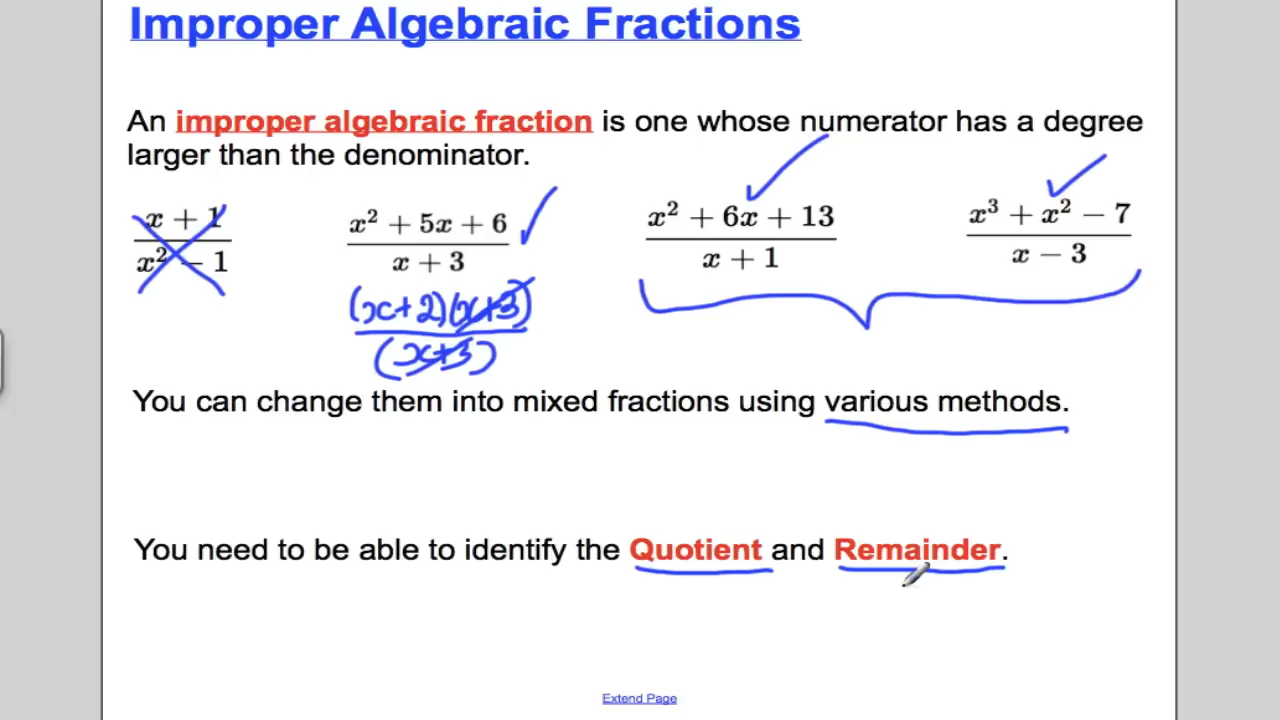 Improper Algebraic Fractions
An improper algebraic fraction is one whose numerator has a degree
larger than the denominator.
x + 1
x² − 1
x² + 5x + 6
x + 3
(x+2)(x+3)
(x+3)
x² + 6x + 13
x + 1
x³ + x² − 7
x − 3
You can change them into mixed fractions using various methods.
You need to be able to identify the Quotient and Remainder.
Extend Page